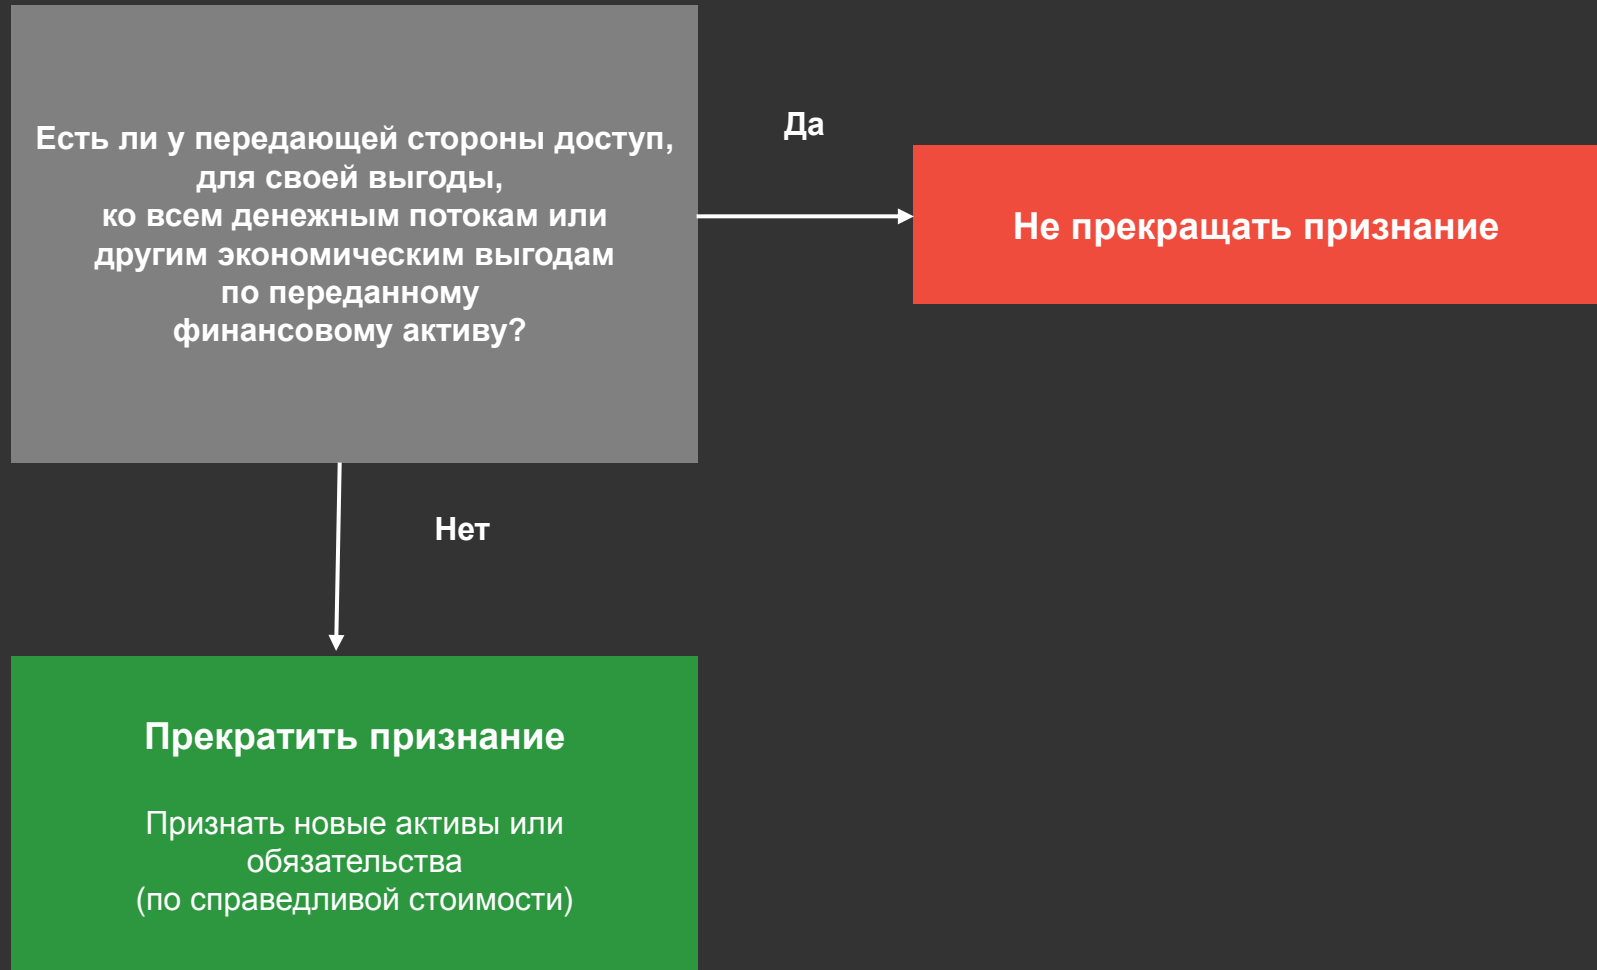 Есть ли у передающей стороны доступ,
для своей выгоды,
ко всем денежным потокам или
другим экономическим выгодам
по переданному
финансовому активу?
Да
Не прекращать признание
Нет
Прекратить признание
Признать новые активы или
обязательства
(по справедливой стоимости)